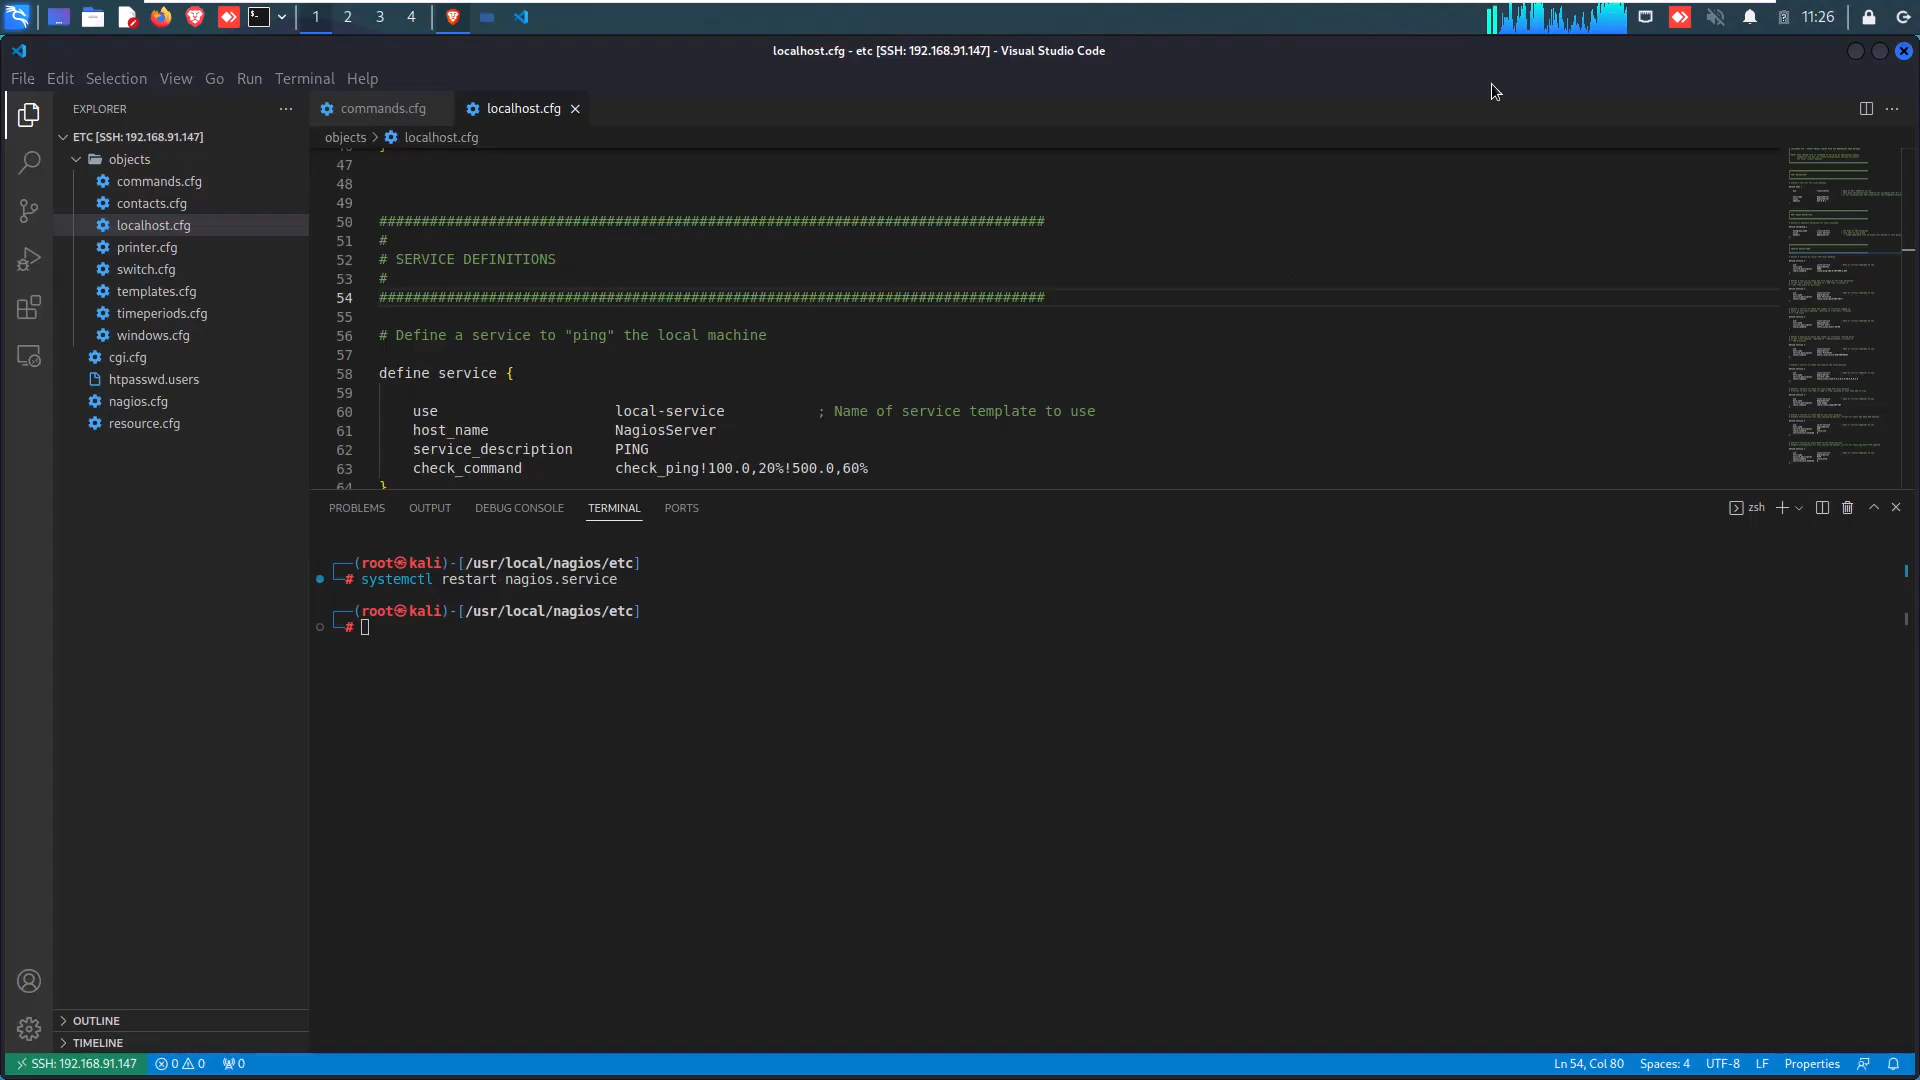 1 2 3 4
11:26
localhost.cfg - etc [SSH: 192.168.91.147] - Visual Studio Code
File Edit Selection View Go Run Terminal Help
EXPLORER
ETC [SSH: 192.168.91.147]
objects
commands.cfg
contacts.cfg
localhost.cfg
printer.cfg
switch.cfg
templates.cfg
timeperiods.cfg
windows.cfg
cgi.cfg
htpasswd.users
nagios.cfg
resource.cfg
OUTLINE
TIMELINE
commands.cfg localhost.cfg
objects > localhost.cfg
47
48
49
50 ###############################################################################
51 #
52 # SERVICE DEFINITIONS
53 #
54 ###############################################################################
55
56 # Define a service to "ping" the local machine
57
58 define service {
59
60 use local-service ; Name of service template to use
61 host_name NagiosServer
62 service_description PING
63 check_command check_ping!100.0,20%!500.0,60%
64 }
PROBLEMS OUTPUT DEBUG CONSOLE TERMINAL PORTS
zsh
┌──(root㉿kali)-[/usr/local/nagios/etc]
└─# systemctl restart nagios.service
┌──(root㉿kali)-[/usr/local/nagios/etc]
└─#
SSH: 192.168.91.147 0 0 0
Ln 54, Col 80 Spaces: 4 UTF-8 LF Properties